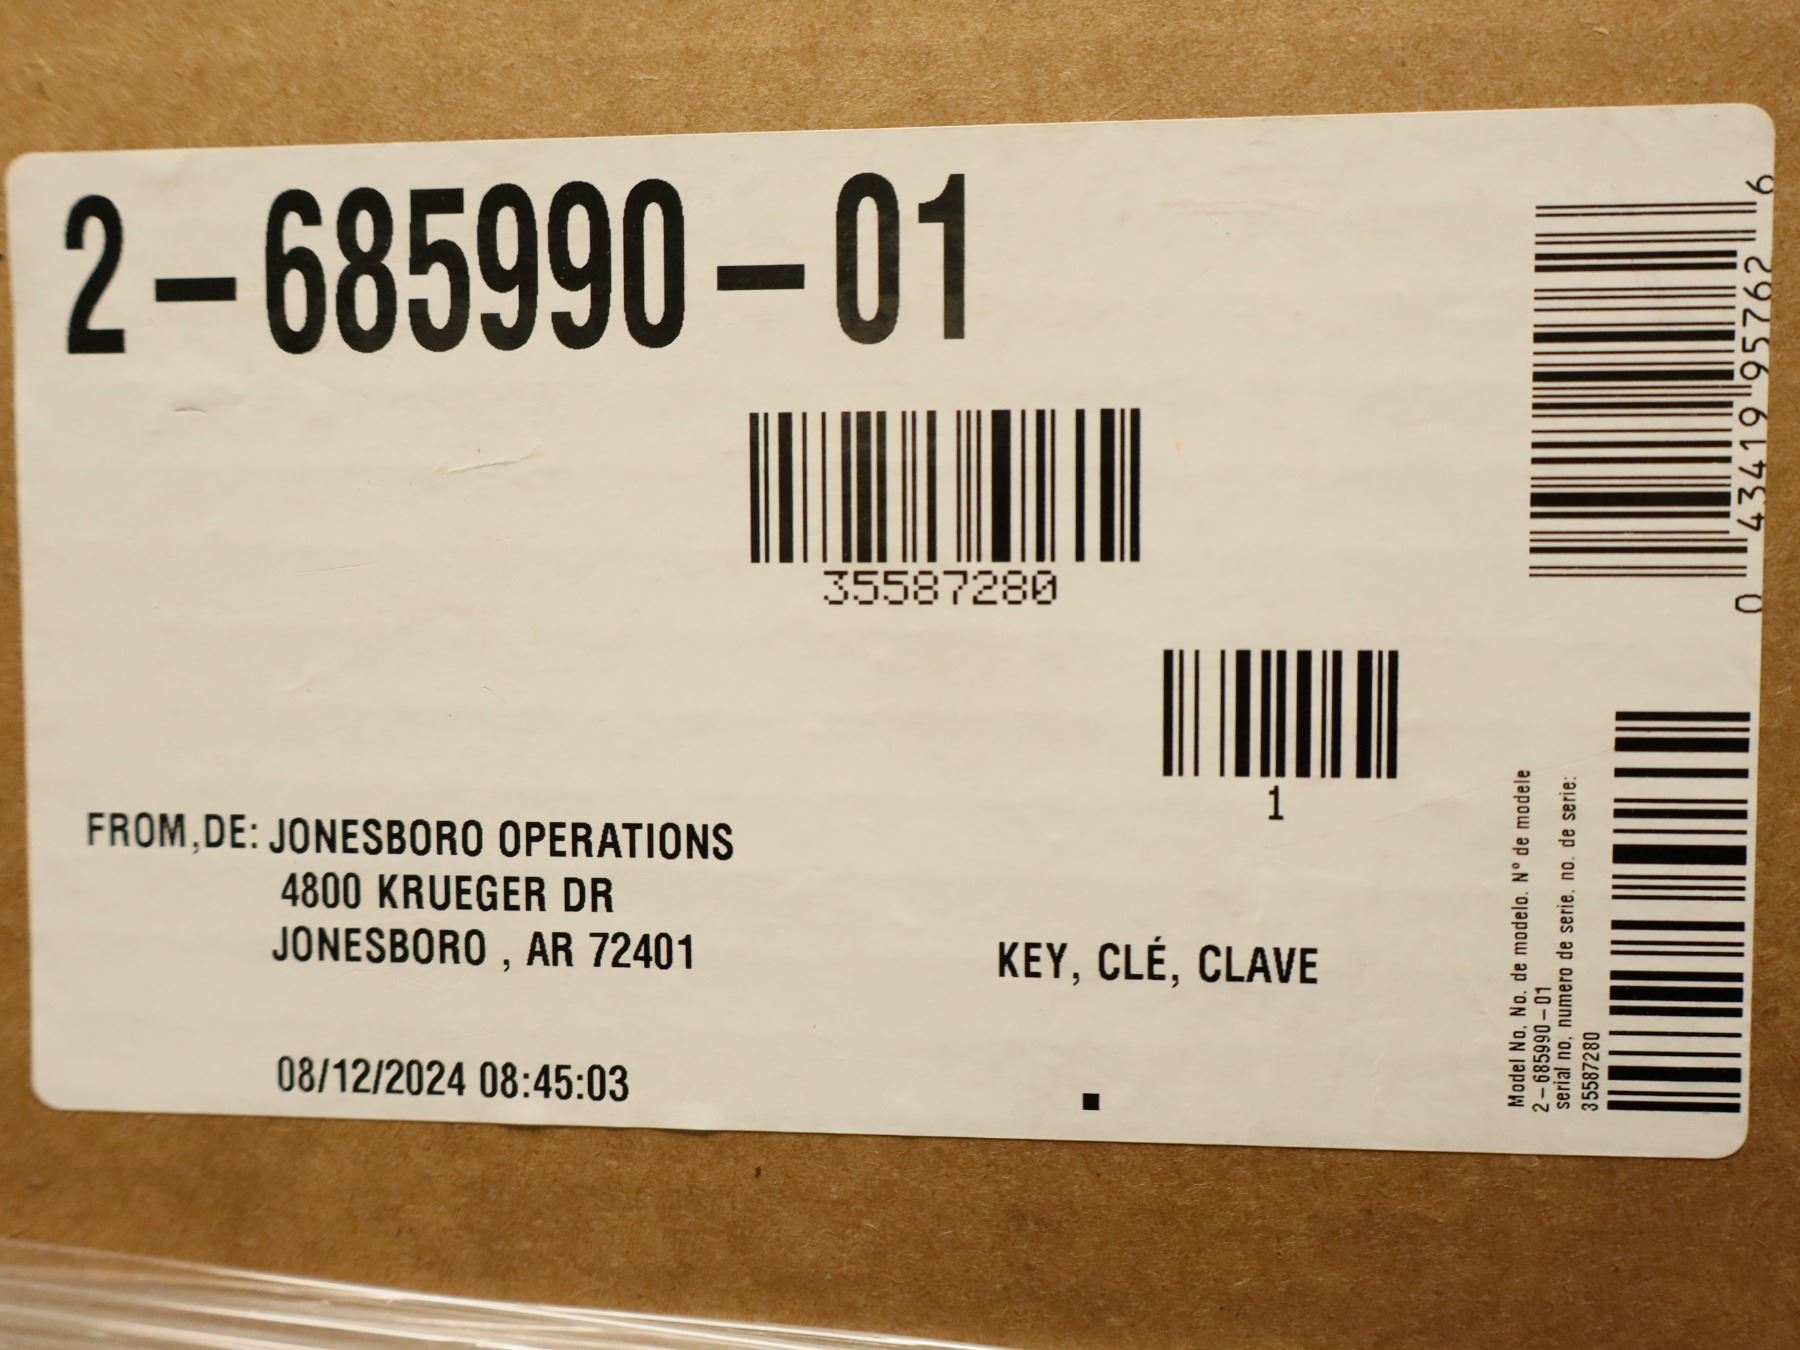 2-685990-01
0 43419 95762 6
35587280
1
FROM,DE: JONESBORO OPERATIONS
4800 KRUEGER DR
JONESBORO , AR 72401
KEY, CLÉ, CLAVE
08/12/2024 08:45:03
Model No. No. de modelo. N° de modele
2-685990-01
serial no. numero de serie. no. de serie:
35587280